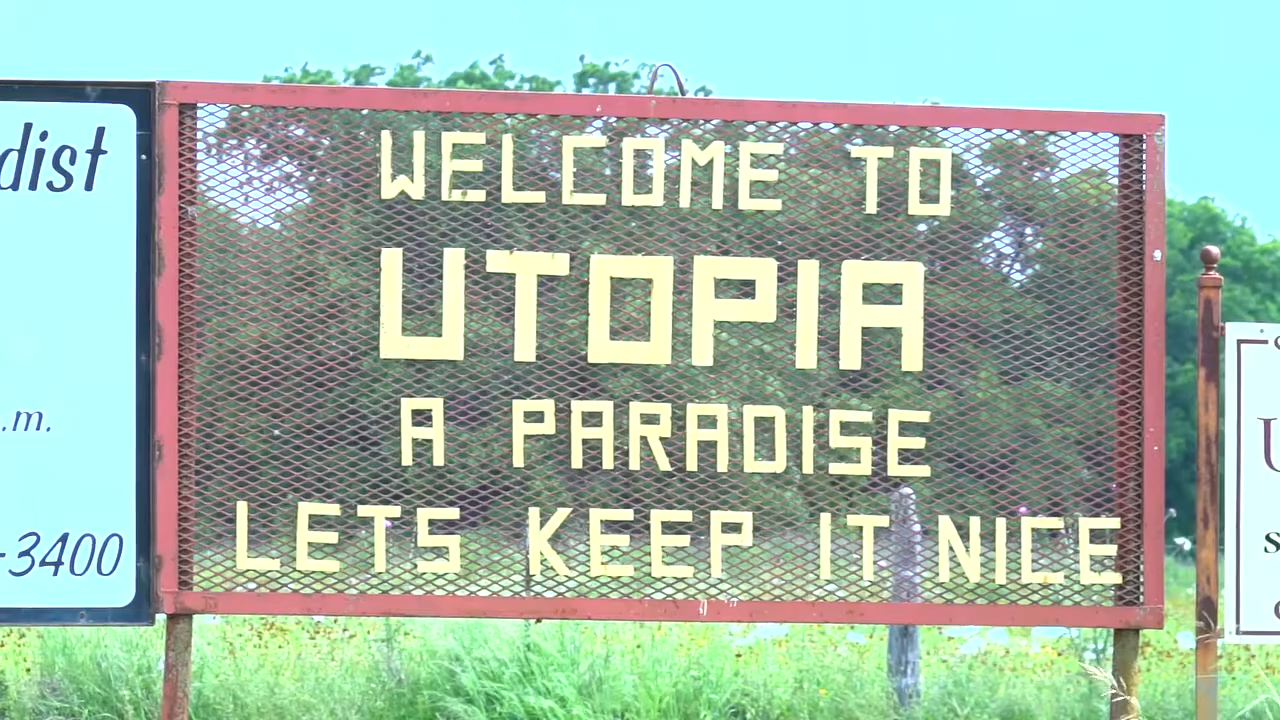 dist
.m.
-3400
WELCOME TO
UTOPIA
A PARADISE
LETS KEEP IT NICE
U